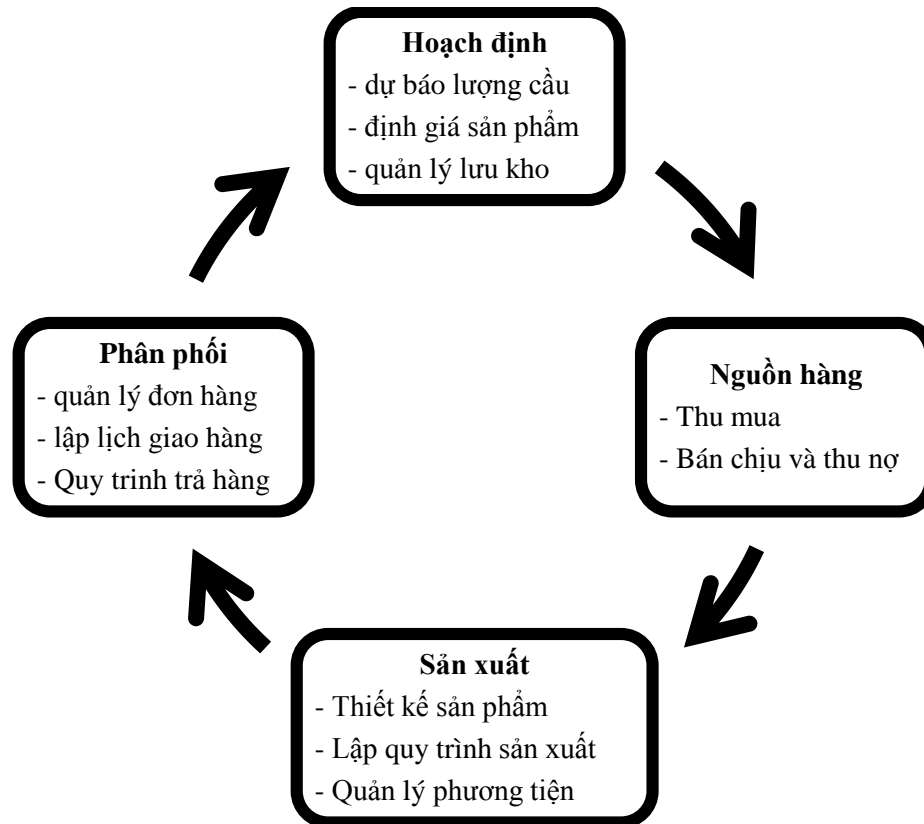 Hoạch định
- dự báo lượng cầu
- định giá sản phẩm
- quản lý lưu kho
Phân phối
- quản lý đơn hàng
- lập lịch giao hàng
- Quy trinh trả hàng
Nguồn hàng
- Thu mua
- Bán chịu và thu nợ
Sản xuất
- Thiết kế sản phẩm
- Lập quy trình sản xuất
- Quản lý phương tiện